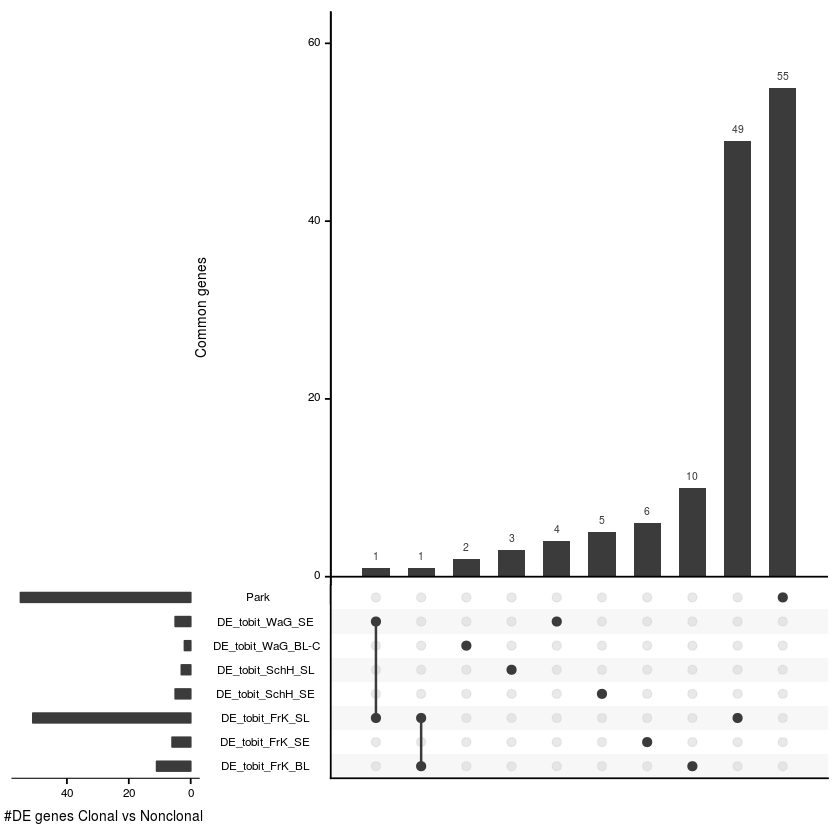 60
40
20
0
Common genes
1
1
2
3
4
5
6
10
49
55
Park
DE_tobit_WaG_SE
DE_tobit_WaG_BL-C
DE_tobit_SchH_SL
DE_tobit_SchH_SE
DE_tobit_FrK_SL
DE_tobit_FrK_SE
DE_tobit_FrK_BL
40 20 0
#DE genes Clonal vs Nonclonal